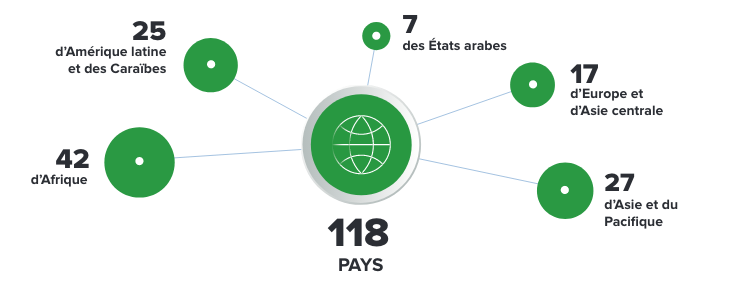 25
d'Amérique latine
et des Caraïbes
7
des États arabes
17
d'Europe et
d'Asie centrale
42
d'Afrique
27
d'Asie et du
Pacifique
118
PAYS